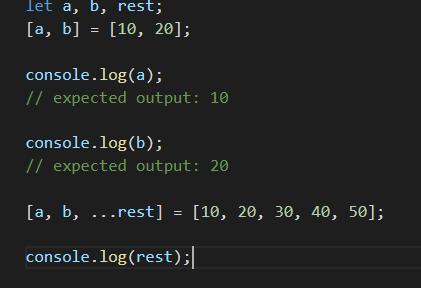 let a, b, rest;
[a, b] = [10, 20];
console.log(a);
// expected output: 10
console.log(b);
// expected output: 20
[a, b, ...rest] = [10, 20, 30, 40, 50];
console.log(rest);